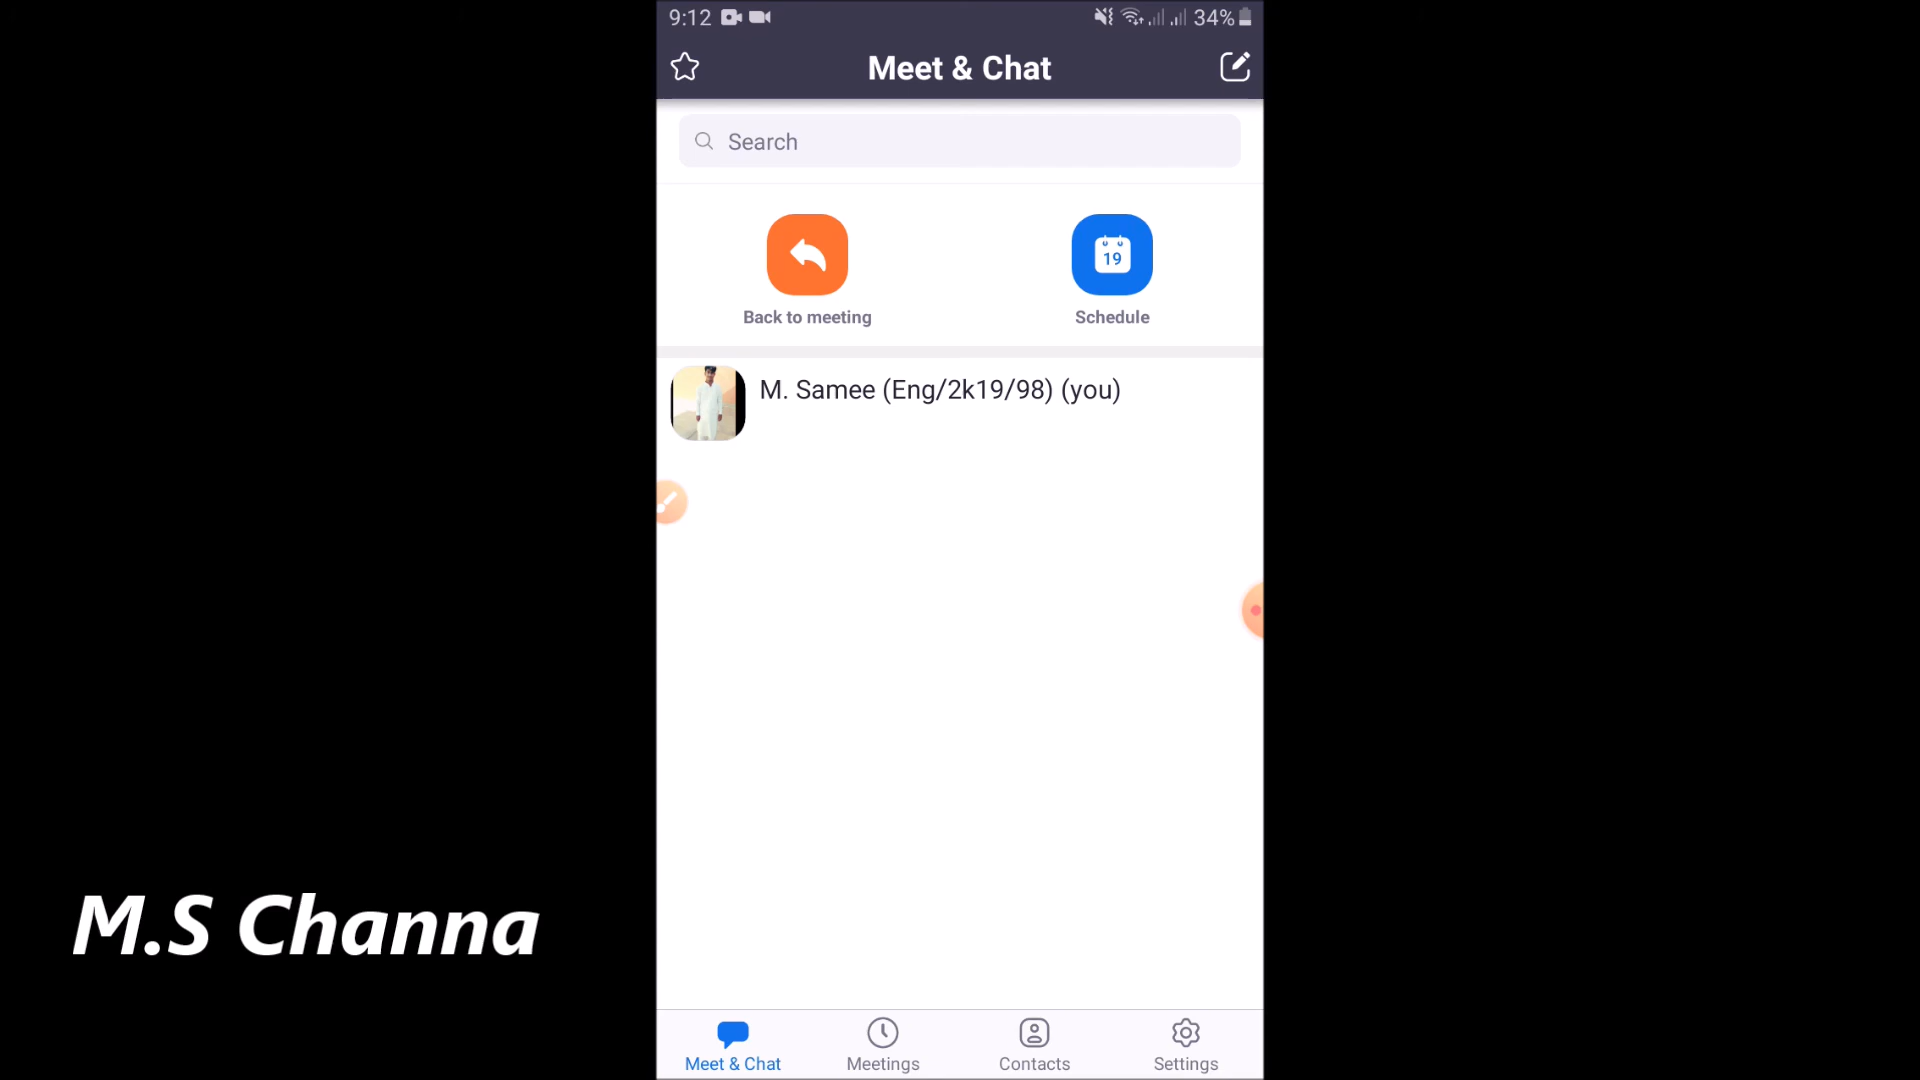 9:12 34%
Meet & Chat
Search
19
Back to meeting Schedule
M. Samee (Eng/2k19/98) (you)
M.S Channa
Meet & Chat Meetings Contacts Settings